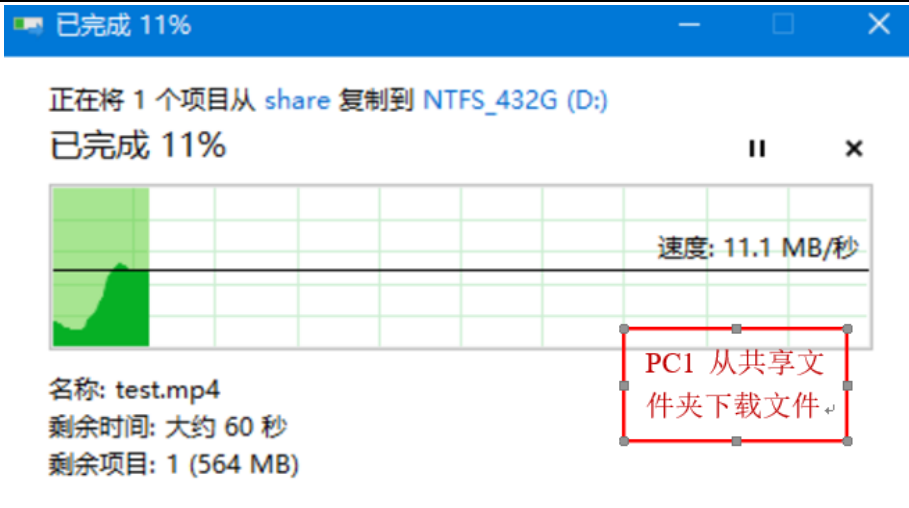 已完成 11%
正在将 1 个项目从 share 复制到 NTFS_432G (D:)
已完成 11%
速度: 11.1 MB/秒
PC1 从共享文
件夹下载文件
名称: test.mp4
剩余时间: 大约 60 秒
剩余项目: 1 (564 MB)